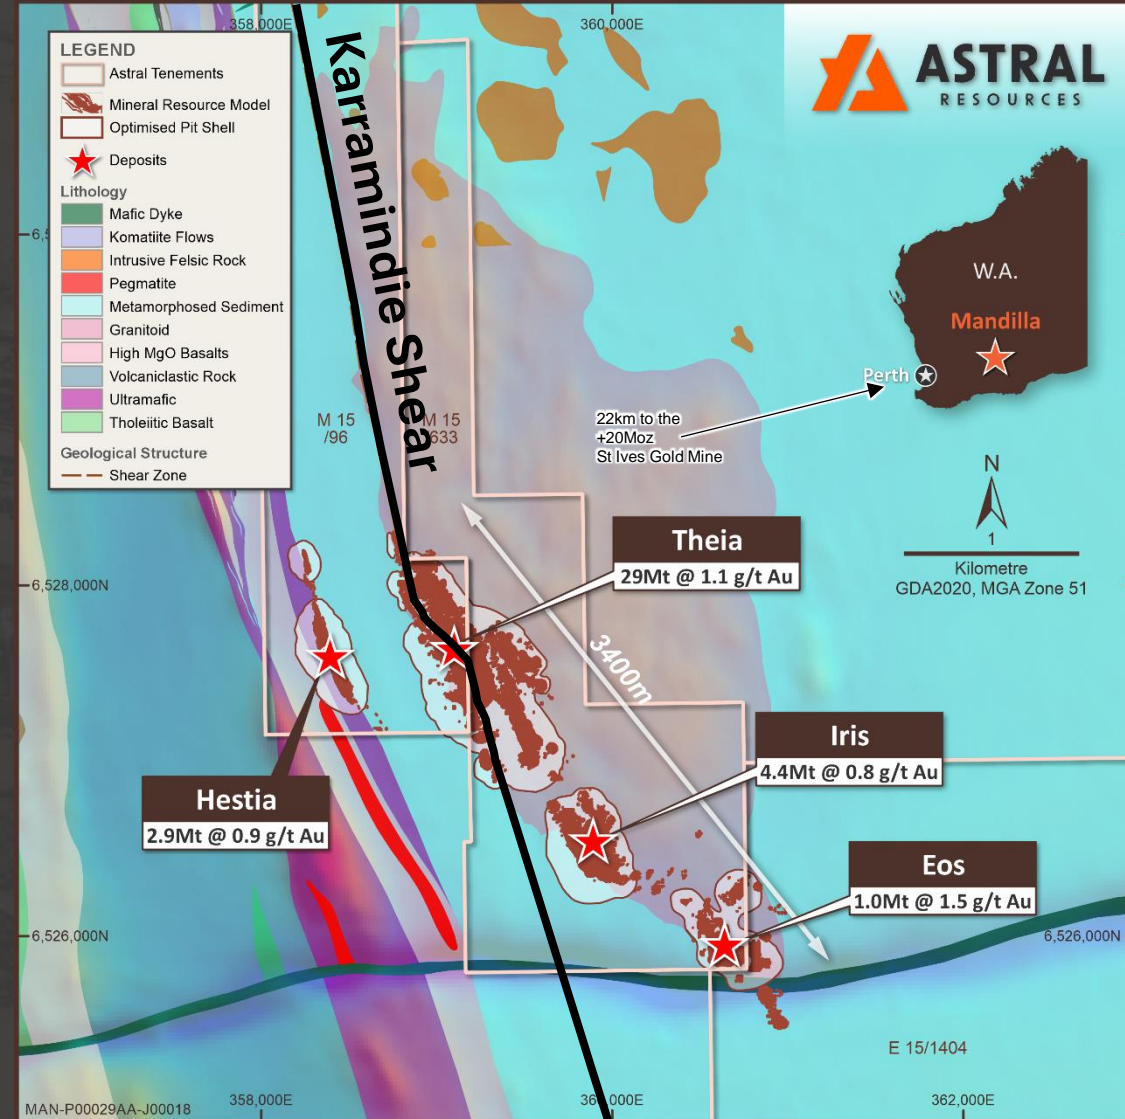 358,000E
360,000E
LEGEND
Astral Tenements
Mineral Resource Model
Optimised Pit Shell
Deposits
Lithology
Mafic Dyke
Komatiite Flows
Intrusive Felsic Rock
Pegmatite
Metamorphosed Sediment
Granitoid
High MgO Basalts
Volcaniclastic Rock
Ultramafic
Tholeiitic Basalt
Geological Structure
Shear Zone
Karramindie Shear
ASTRAL
RESOURCES
W.A.
Mandilla
Perth
M 15
/96
M 15
633
22km to the
+20Moz
St Ives Gold Mine
N
1
Kilometre
GDA2020, MGA Zone 51
Theia
29Mt @ 1.1 g/t Au
6,528,000N
3400m
Iris
4.4Mt @ 0.8 g/t Au
Hestia
2.9Mt @ 0.9 g/t Au
Eos
1.0Mt @ 1.5 g/t Au
6,526,000N
6,526,000N
E 15/1404
358,000E
362,000E
MAN-P00029AA-J00018